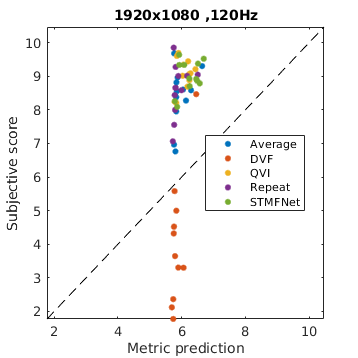 1920x1080 ,120Hz
Subjective score
10
9
8
7
6
5
4
3
2
Average
DVF
QVI
Repeat
STMFNet
2 4 6 8 10
Metric prediction